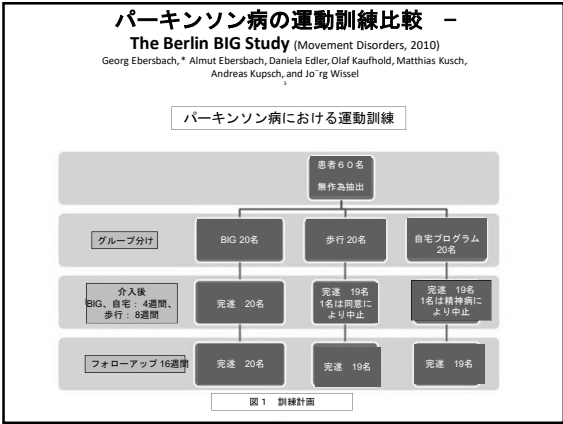 パーキンソン病の運動訓練比較 –
The Berlin BIG Study (Movement Disorders, 2010)
Georg Ebersbach,* Almut Ebersbach, Daniela Edler, Olaf Kaufhold, Matthias Kusch,
Andreas Kupsch, and Jo¨rg Wissel
パーキンソン病における運動訓練
患者６０名
無作為抽出
グループ分け
BIG 20名
歩行 20名
自宅プログラム
20名
介入後
BIG、自宅： 4週間、
歩行： 8週間
完遂 20名
完遂 19名
1名は同意に
より中止
完遂 19名
1名は精神病に
より中止
フォローアップ 16週間
完遂 20名
完遂 19名
完遂 19名
図１ 訓練計画